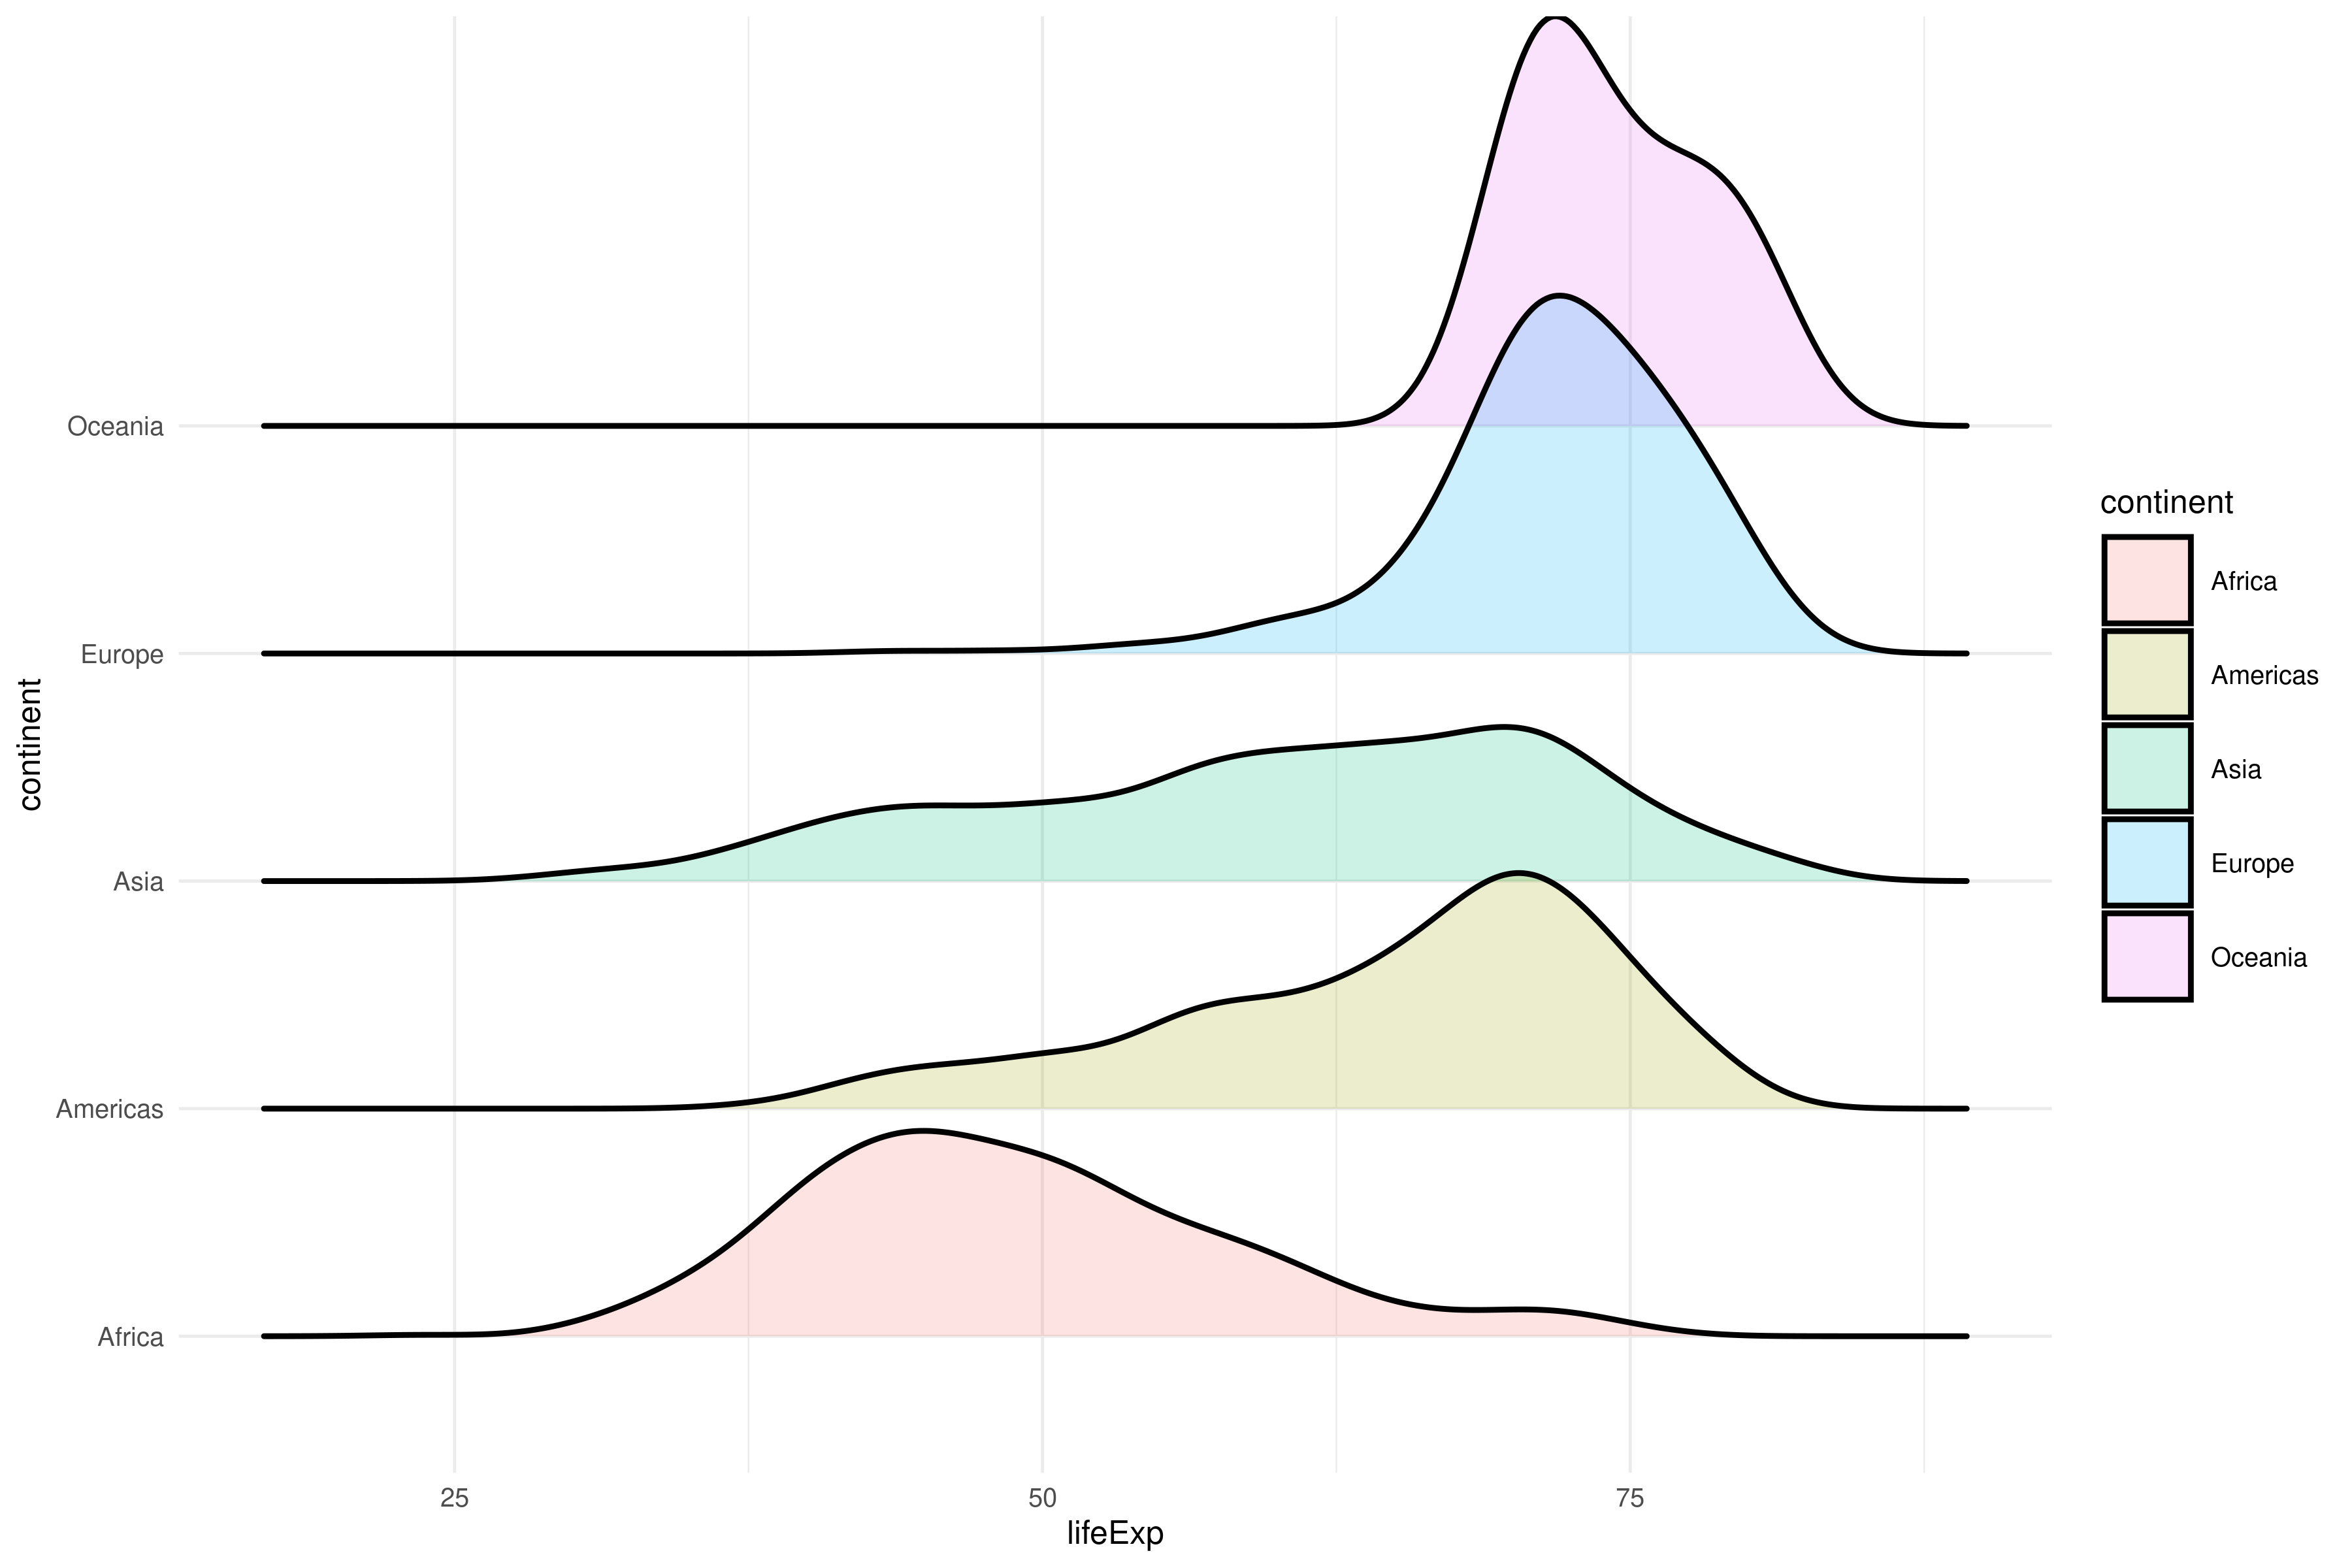 Oceania
Europe
Asia
Americas
Africa
continent
25 50 75
lifeExp
continent
Africa
Americas
Asia
Europe
Oceania